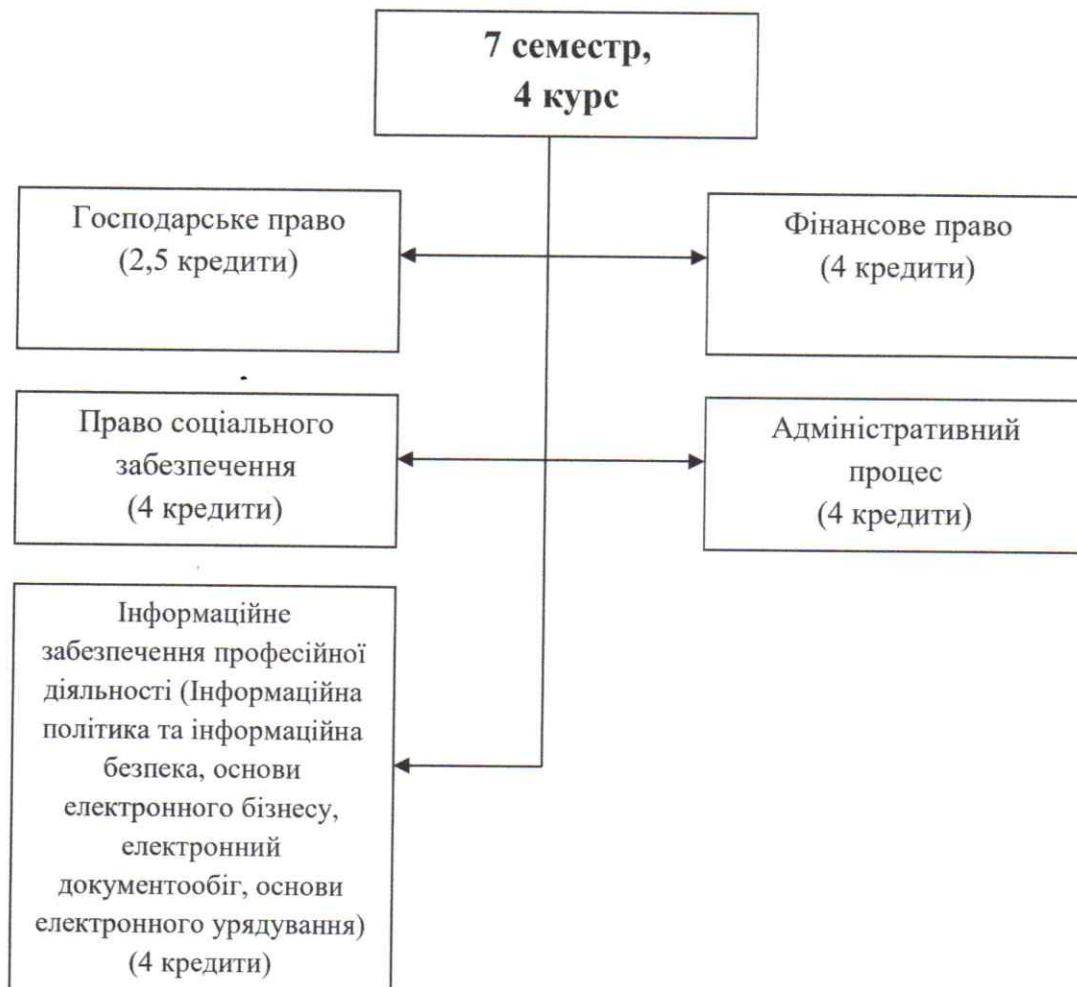 7 семестр,
4 курс
Господарське право
(2,5 кредити)
Фінансове право
(4 кредити)
Право соціального
забезпечення
(4 кредити)
Адміністративний
процес
(4 кредити)
Інформаційне
забезпечення професійної
діяльності (Інформаційна
політика та інформаційна
безпека, основи
електронного бізнесу,
електронний
документообіг, основи
електронного урядування)
(4 кредити)